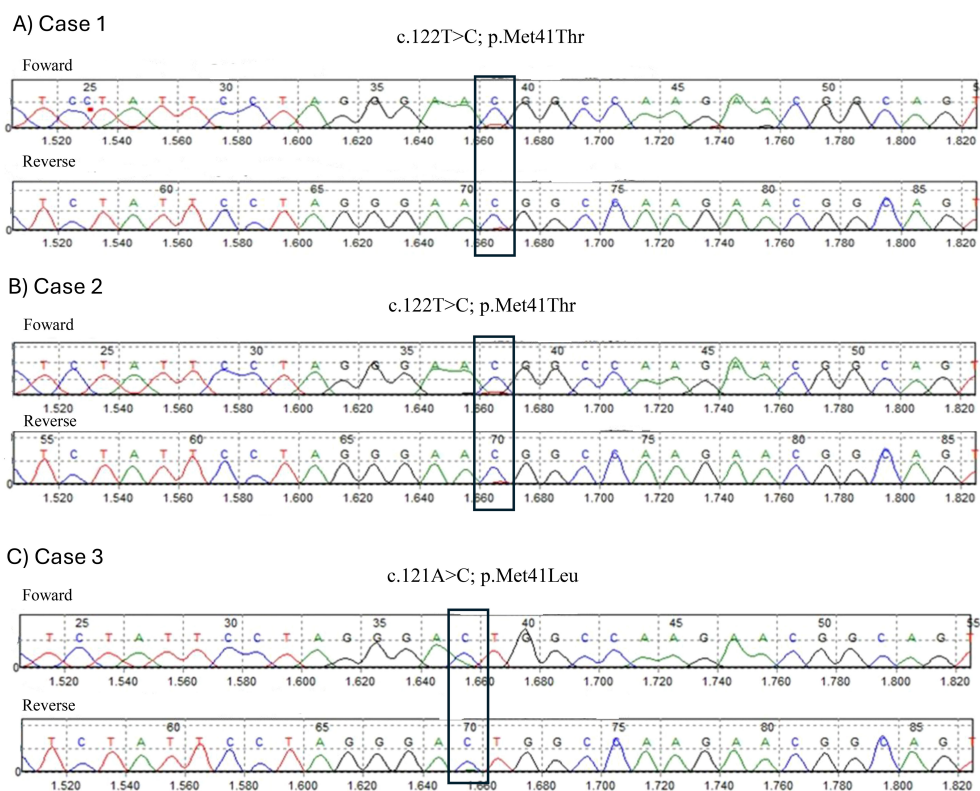 A) Case 1
c.122T>C; p.Met41Thr
Foward
25 30 35 40 45 50 5
T C C T A T T C C T A G G G A A C G G C C A A G A A C G G C A G T
0
1.520 1.540 1.560 1.580 1.600 1.620 1.640 1.660 1.680 1.700 1.720 1.740 1.760 1.780 1.800 1.820
Reverse
60 65 70 75 80 85
T C T A T T C C T A G G G A A C G G C C A A G A A C G G C A G T
0
1.520 1.540 1.560 1.580 1.600 1.620 1.640 1.660 1.680 1.700 1.720 1.740 1.760 1.780 1.800 1.820
B) Case 2
c.122T>C; p.Met41Thr
Foward
25 30 35 40 45 50
T C T A T T C C T A G G G A A C G G C C A A G A A C G G C A G T
0
1.520 1.540 1.560 1.580 1.600 1.620 1.640 1.660 1.680 1.700 1.720 1.740 1.760 1.780 1.800 1.820
Reverse
55 60 65 70 75 80 85
T C T A T T C C T A G G G A A C G G C C A A G A A C G G C A G T
0
1.520 1.540 1.560 1.580 1.600 1.620 1.640 1.660 1.680 1.700 1.720 1.740 1.760 1.780 1.800 1.820
C) Case 3
c.121A>C; p.Met41Leu
Foward
25 30 35 40 45 50 55
T C T A T T C C T A G G G A C T G G C C A A G A A C G G C A G T
0
1.520 1.540 1.560 1.580 1.600 1.620 1.640 1.660 1.680 1.700 1.720 1.740 1.760 1.780 1.800 1.820
Reverse
60 65 70 75 80 85
T C T A T T C C T A G G G A C T G G C C A A G A A C G G C A G T
0
1.520 1.540 1.560 1.580 1.600 1.620 1.640 1.660 1.680 1.700 1.720 1.740 1.760 1.780 1.800 1.820